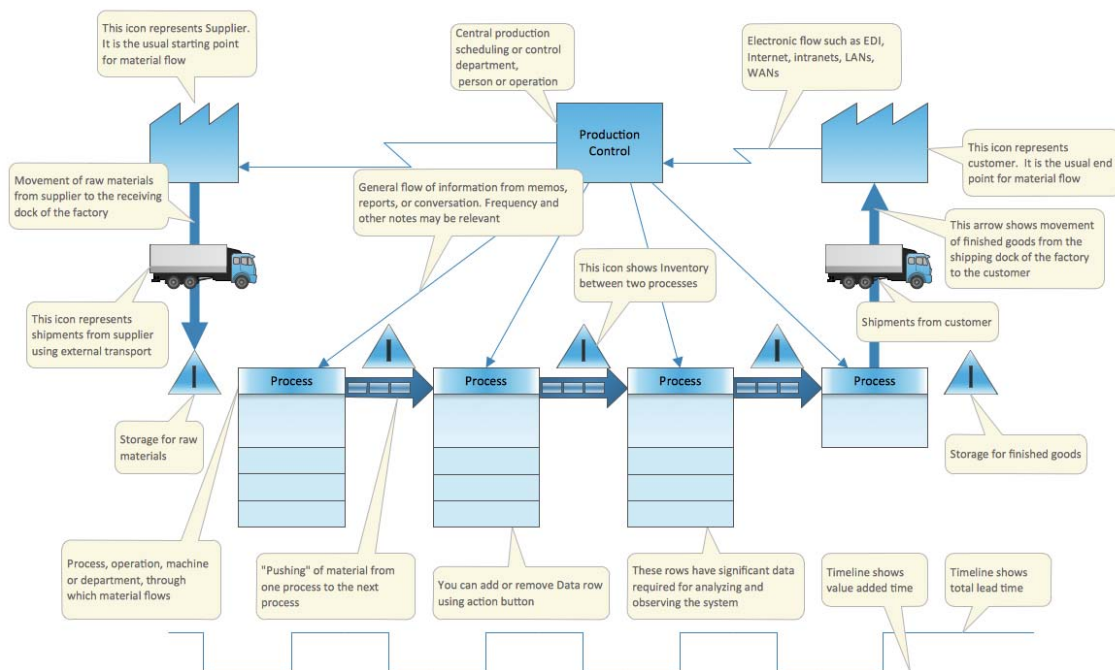 This icon represents Supplier.
It is the usual starting point
for material flow
Central production
scheduling or control
department,
person or operation
Electronic flow such as EDI,
Internet, intranets, LANs,
WANs
Production
Control
This icon represents
customer. It is the usual end
point for material flow
Movement of raw materials
from supplier to the receiving
dock of the factory
General flow of information from memos,
reports, or conversation. Frequency and
other notes may be relevant
This arrow shows movement
of finished goods from the
shipping dock of the factory
to the customer
This icon shows Inventory
between two processes
This icon represents
shipments from supplier
using external transport
Shipments from customer
I
I
I
I
I
Process
Process
Process
Process
Storage for raw
materials
Storage for finished goods
Process, operation, machine
or department, through
which material flows
"Pushing" of material from
one process to the next
process
You can add or remove Data row
using action button
These rows have significant data
required for analyzing and
observing the system
Timeline shows
value added time
Timeline shows
total lead time